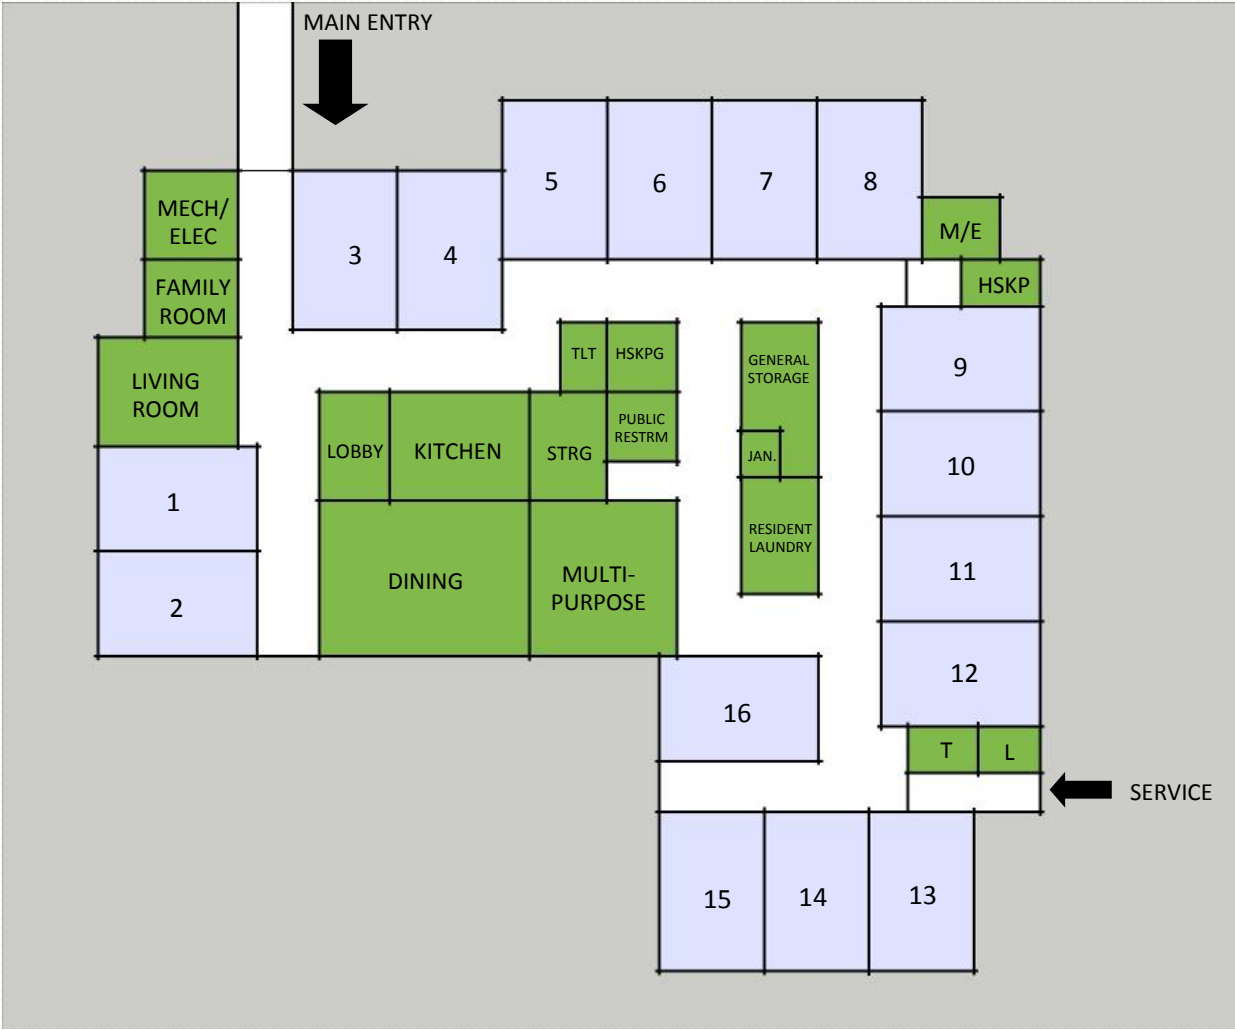 MAIN ENTRY
MECH/
ELEC
FAMILY
ROOM
LIVING
ROOM
1
2
3
4
5
6
7
8
M/E
HSKP
9
10
11
12
T
L
SERVICE
TLT
HSKPG
PUBLIC
RESTRM
LOBBY
KITCHEN
STRG
DINING
MULTI-
PURPOSE
GENERAL
STORAGE
JAN.
RESIDENT
LAUNDRY
16
15
14
13